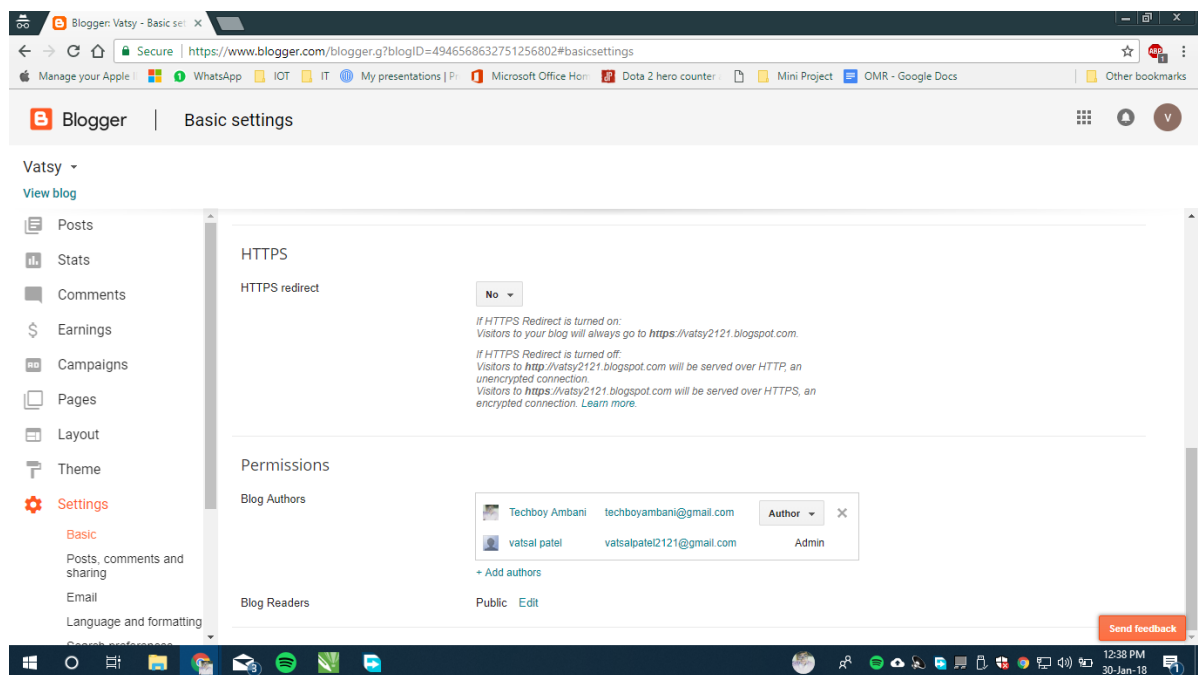 Blogger: Vatsy - Basic set
Secure | https://www.blogger.com/blogger.g?blogID=4946568632751256802#basicsettings
ABP
1
Manage your Apple WhatsApp IOT IT My presentations | Pr Microsoft Office Hom Dota 2 hero counter Mini Project OMR - Google Docs Other bookmarks
Blogger | Basic settings
V
Vatsy
View blog
Posts
Stats
Comments
Earnings
Campaigns
Pages
Layout
Theme
Settings
Basic
Posts, comments and
sharing
Email
Language and formatting
Search preferences
HTTPS
HTTPS redirect
No
If HTTPS Redirect is turned on:
Visitors to your blog will always go to https://vatsy2121.blogspot.com.
If HTTPS Redirect is turned off:
Visitors to http://vatsy2121.blogspot.com will be served over HTTP, an
unencrypted connection.
Visitors to https://vatsy2121.blogspot.com will be served over HTTPS, an
encrypted connection. Learn more.
Permissions
Blog Authors
Techboy Ambani techboyambani@gmail.com Author
vatsal patel vatsalpatel2121@gmail.com Admin
+ Add authors
Blog Readers Public Edit
Send feedback
3
12:38 PM
30-Jan-18
1